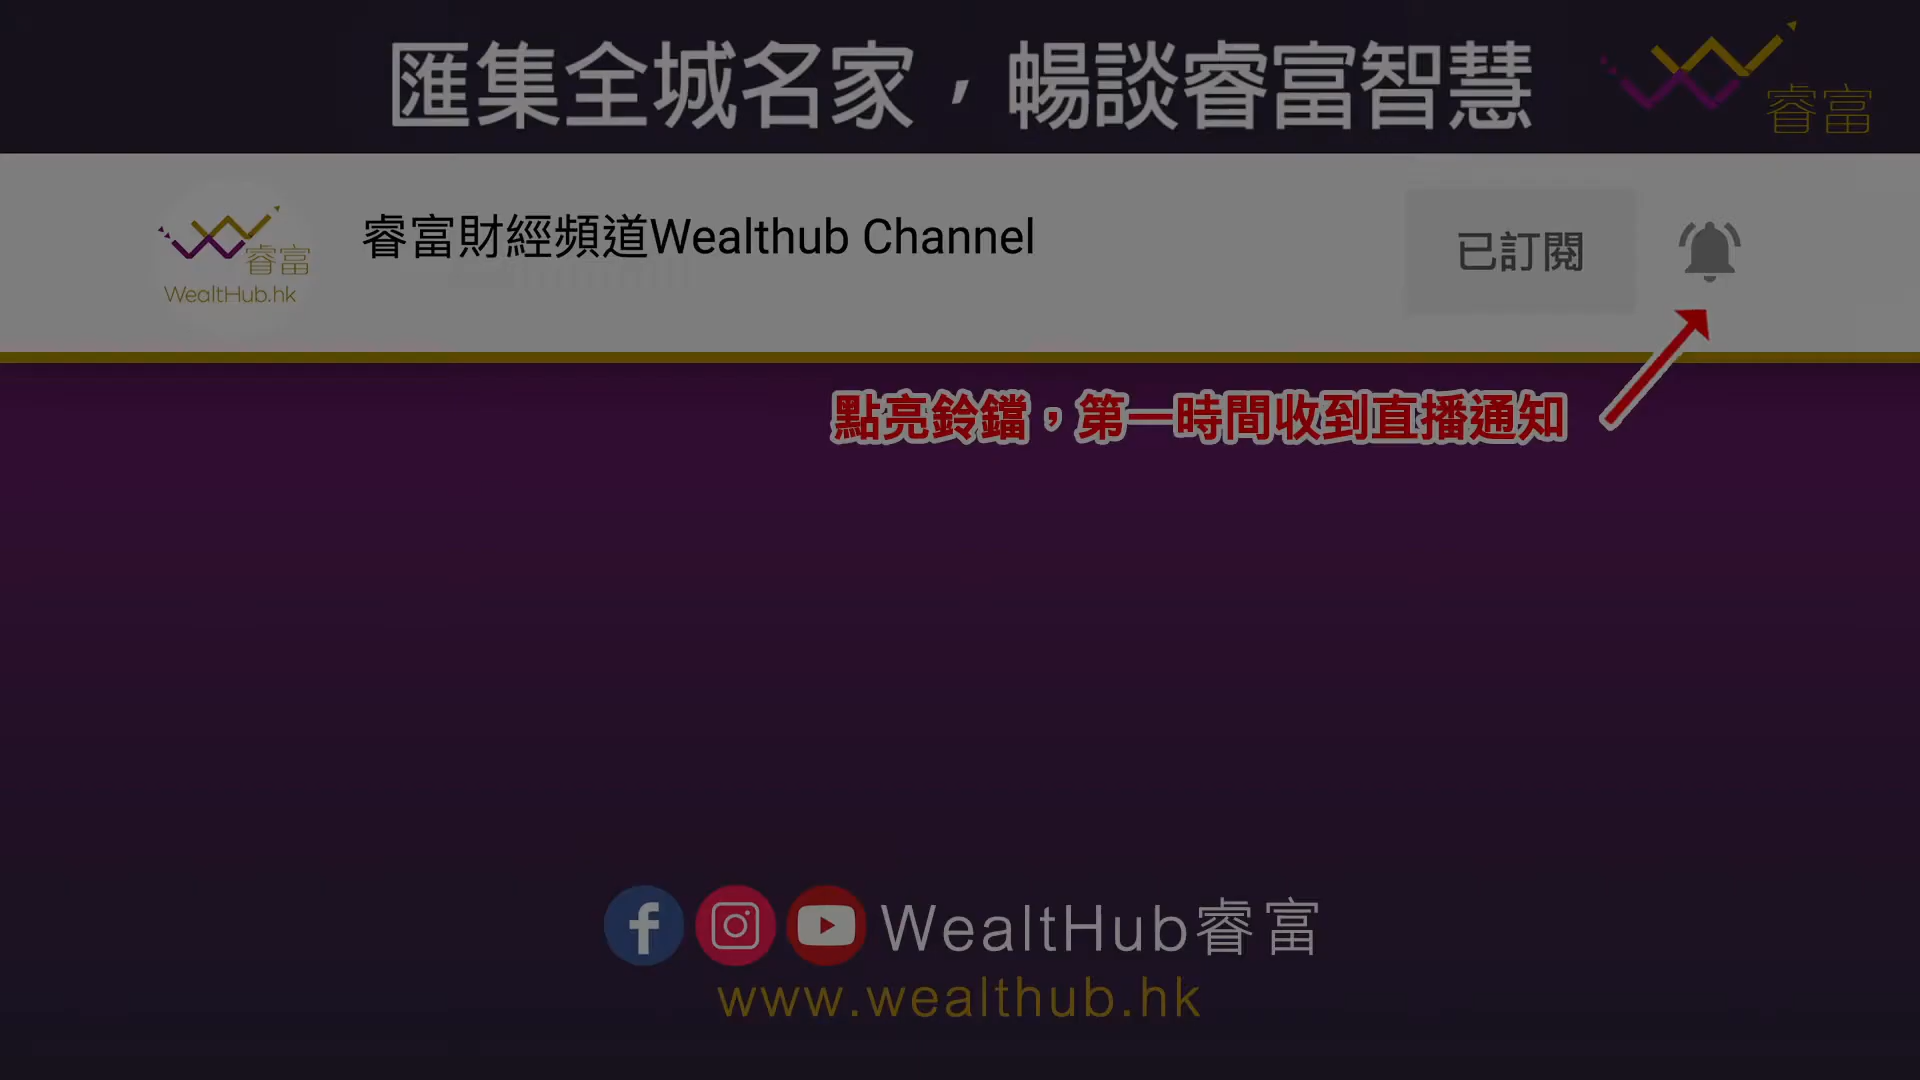 匯集全城名家，暢談睿富智慧
睿富
睿富財經頻道Wealthub Channel
睿富
WealtHub.hk
已訂閱
點亮鈴鐺，第一時間收到直播通知
WealtHub睿富
www.wealthub.hk